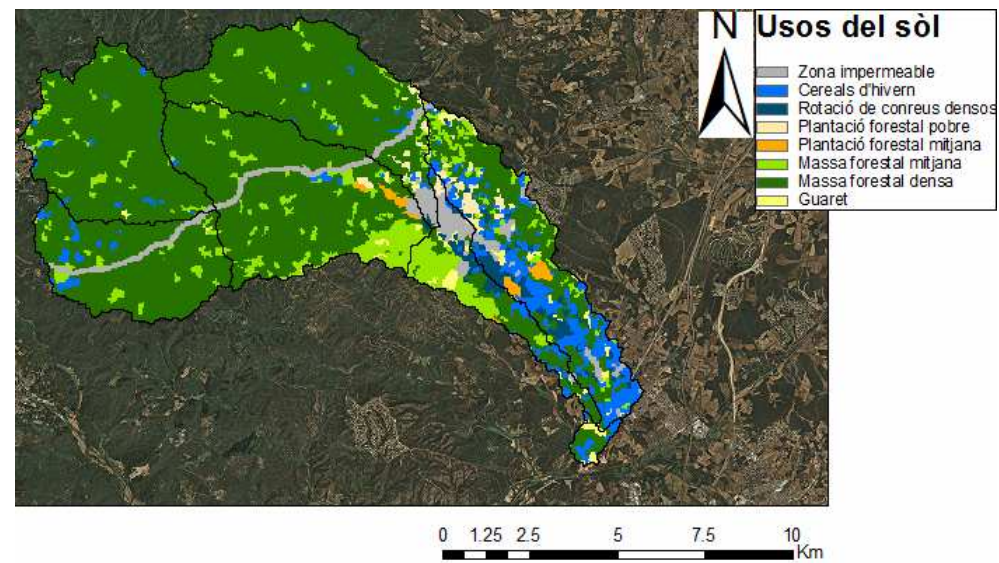 N
Usos del sòl
Zona impermeable
Cereals d'hivern
Rotació de conreus densos
Plantació forestal pobre
Plantació forestal mitjana
Massa forestal mitjana
Massa forestal densa
Guaret
0 1.25 2.5 5 7.5 10
Km